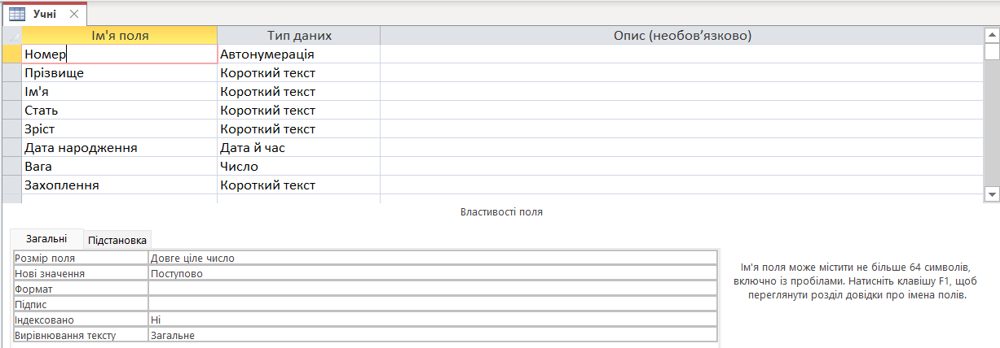 Учні
Ім'я поля Тип даних Опис (необов’язково)
Номер Автонумерація
Прізвище Короткий текст
Ім'я Короткий текст
Стать Короткий текст
Зріст Короткий текст
Дата народження Дата й час
Вага Число
Захоплення Короткий текст
Властивості поля
Загальні Підстановка
Розмір поля Довге ціле число
Нові значення Поступово
Формат
Підпис
Індексовано Ні
Вирівнювання тексту Загальне
Ім'я поля може містити не більше 64 символів,
включно із пробілами. Натисніть клавішу F1, щоб
переглянути розділ довідки про імена полів.